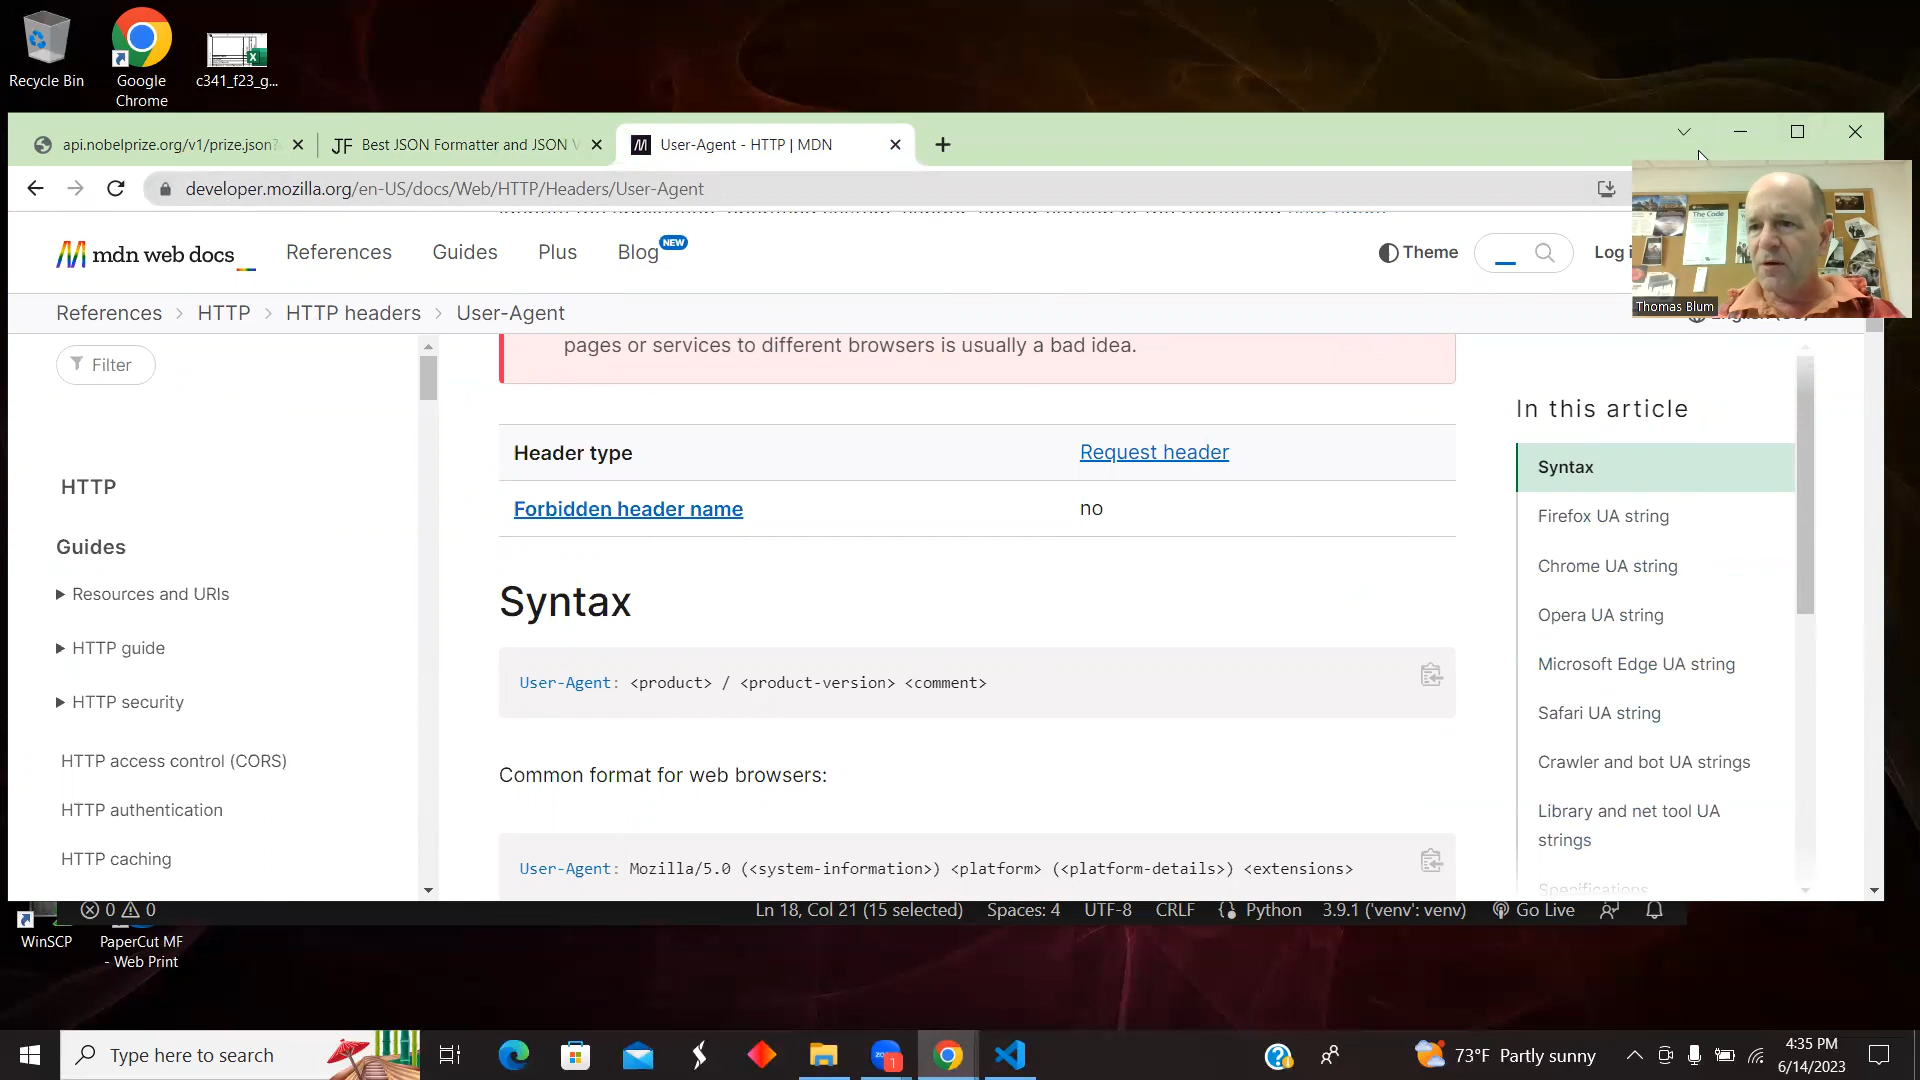 Recycle Bin
Google
Chrome
c341_f23_g...
api.nobelprize.org/v1/prize.json?
Best JSON Formatter and JSON V
User-Agent - HTTP | MDN
developer.mozilla.org/en-US/docs/Web/HTTP/Headers/User-Agent
mdn web docs
References
Guides
Plus
Blog
NEW
Theme
Log i
The Code
Thomas Blum
References > HTTP > HTTP headers > User-Agent
Filter
HTTP
Guides
Resources and URIs
HTTP guide
HTTP security
HTTP access control (CORS)
HTTP authentication
HTTP caching
pages or services to different browsers is usually a bad idea.
Header type
Request header
Forbidden header name
no
Syntax
User-Agent: <product> / <product-version> <comment>
Common format for web browsers:
User-Agent: Mozilla/5.0 (<system-information>) <platform> (<platform-details>) <extensions>
In this article
Syntax
Firefox UA string
Chrome UA string
Opera UA string
Microsoft Edge UA string
Safari UA string
Crawler and bot UA strings
Library and net tool UA
strings
Specifications
0 0
Ln 18, Col 21 (15 selected)
Spaces: 4
UTF-8
CRLF
Python
3.9.1 ('venv': venv)
Go Live
WinSCP
PaperCut MF
- Web Print
Type here to search
1
73°F Partly sunny
4:35 PM
6/14/2023